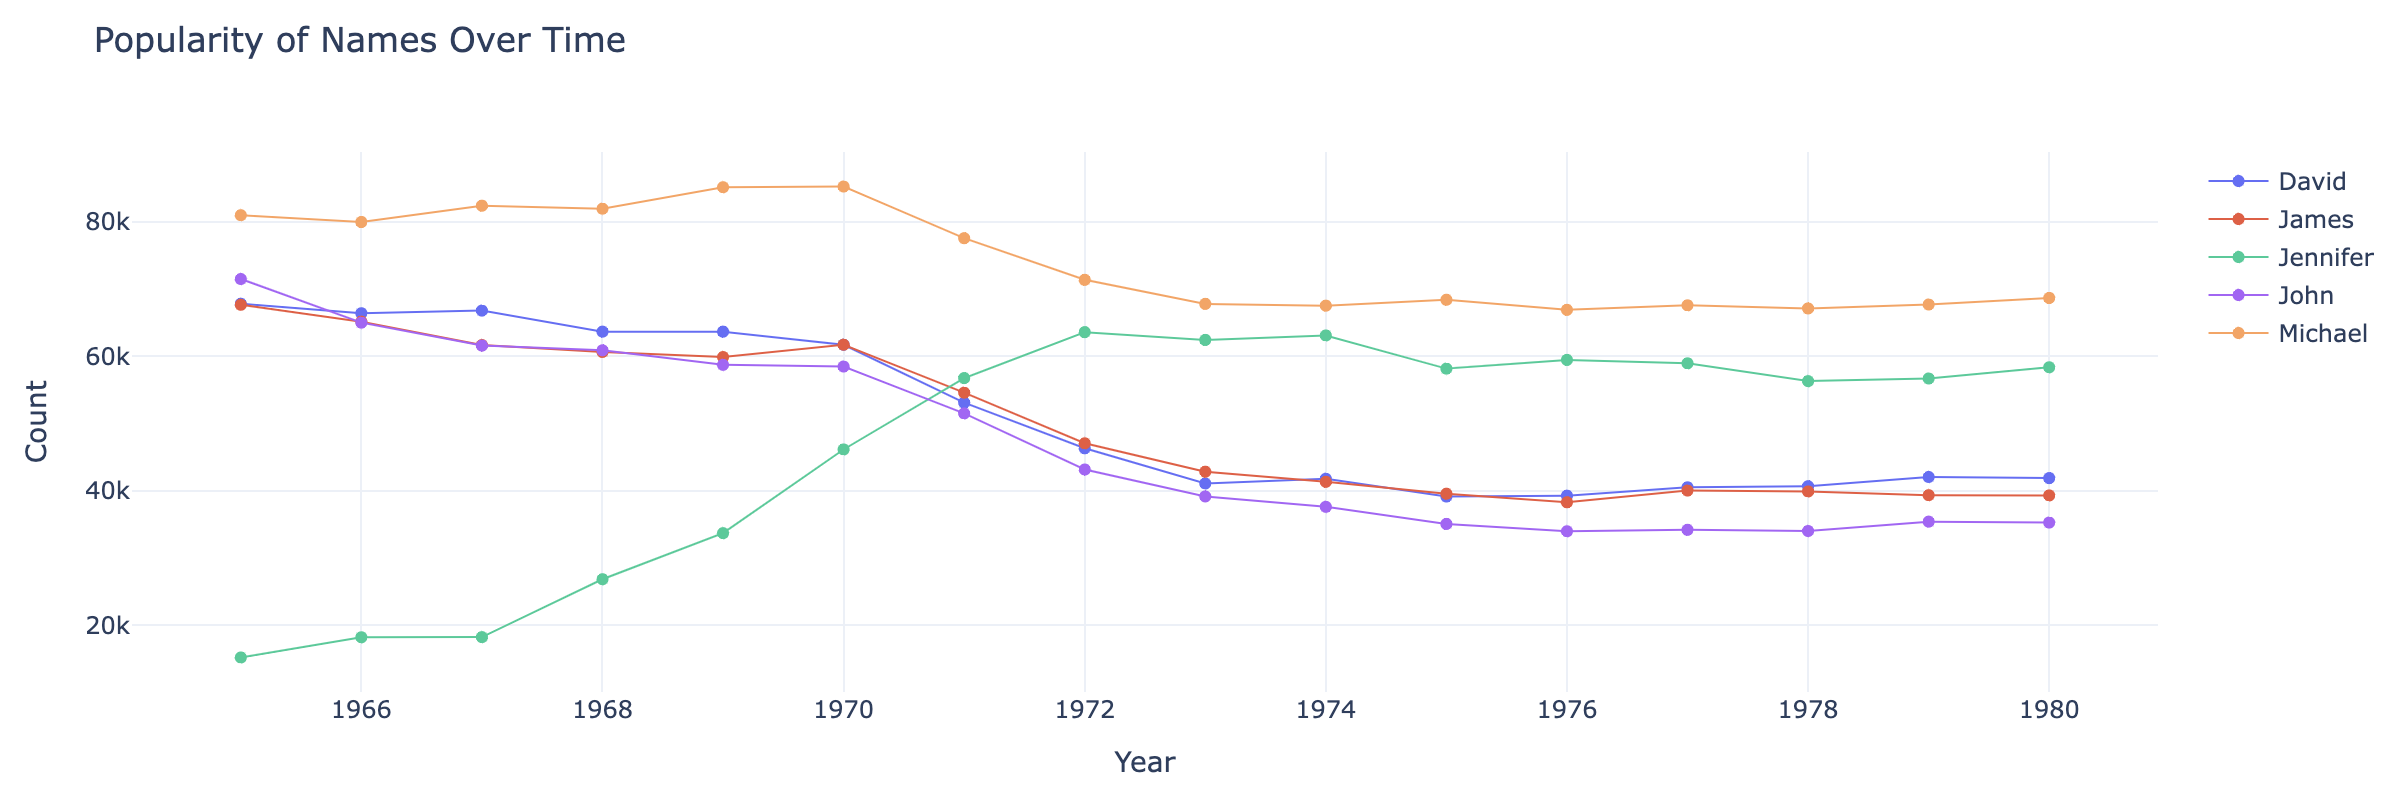 Popularity of Names Over Time
80k
60k
40k
20k
Count
1966 1968 1970 1972 1974 1976 1978 1980
Year
David
James
Jennifer
John
Michael